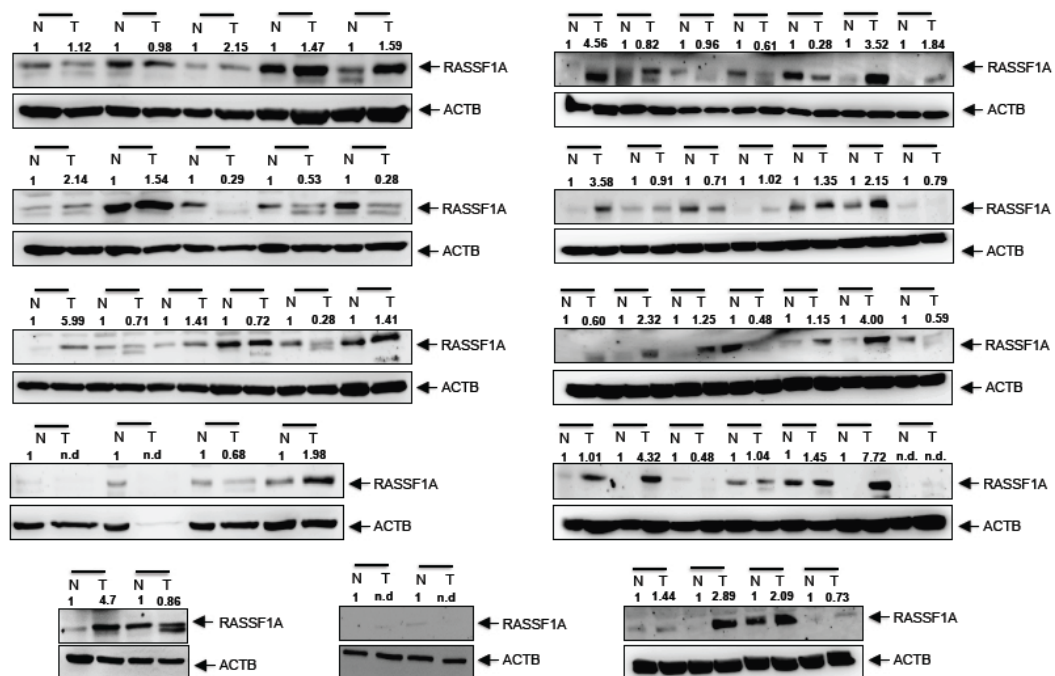 N T N T N T N T N T
1 1.12 1 0.98 1 2.15 1 1.47 1 1.59
RASSF1A
ACTB
N T N T N T N T N T N T N T
1 4.56 1 0.82 1 0.96 1 0.61 1 0.28 1 3.52 1 1.84
RASSF1A
ACTB
N T N T N T N T N T
1 2.14 1 1.54 1 0.29 1 0.53 1 0.28
RASSF1A
ACTB
N T N T N T N T N T N T N T
1 3.58 1 0.91 1 0.71 1 1.02 1 1.35 1 2.15 1 0.79
RASSF1A
ACTB
N T N T N T N T N T N T
1 5.99 1 0.71 1 1.41 1 0.72 1 0.28 1 1.41
RASSF1A
ACTB
N T N T N T N T N T N T N T
1 0.60 1 2.32 1 1.25 1 0.48 1 1.15 1 4.00 1 0.59
RASSF1A
ACTB
N T N T N T N T
1 n.d 1 n.d 1 0.68 1 1.98
RASSF1A
ACTB
N T N T N T N T N T N T N T
1 1.01 1 4.32 1 0.48 1 1.04 1 1.45 1 7.72 n.d. n.d.
RASSF1A
ACTB
N T N T
1 4.7 1 0.86
RASSF1A
ACTB
N T N T
1 n.d 1 n.d
RASSF1A
ACTB
N T N T N T N T
1 1.44 1 2.89 1 2.09 1 0.73
RASSF1A
ACTB